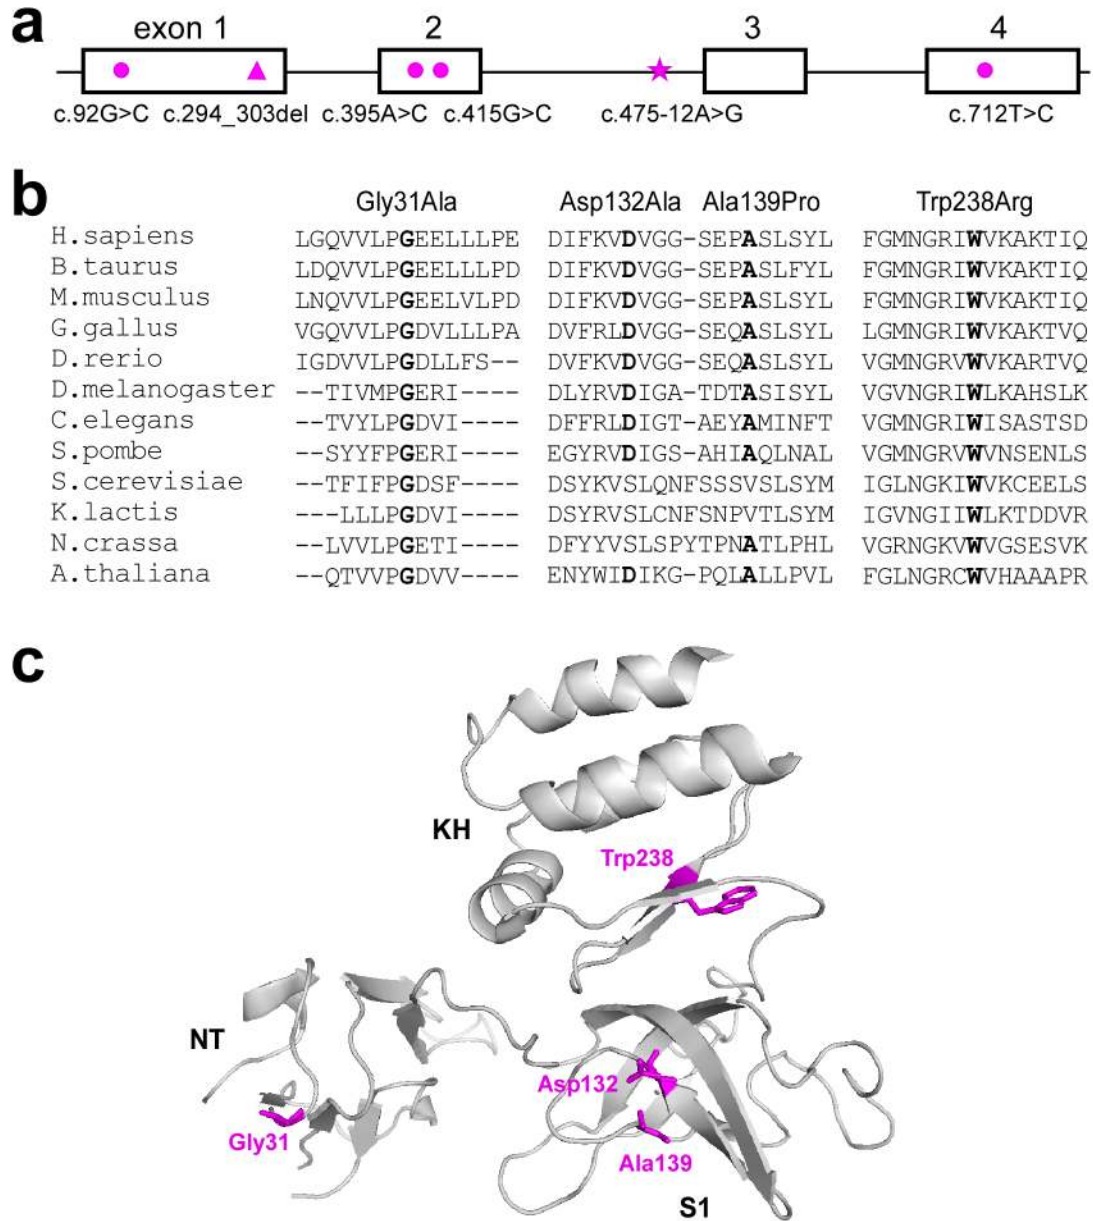 a
exon 1 2 3 4
c.92G>C c.294_303del c.395A>C c.415G>C c.475-12A>G c.712T>C
b
Gly31Ala Asp132Ala Ala139Pro Trp238Arg
H.sapiens LGQVVLPGEELLLPE DIFKVDVGG-SEPASLSYL FGMNGRIWVKAKTIQ
B.taurus LDQVVLPGEELLLPD DIFKVDVGG-SEPASLFYL FGMNGRIWVKAKTIQ
M.musculus LNQVVLPGEELVLPD DIFKVDVGG-SEPASLSYL FGMNGRIWVKAKTIQ
G.gallus VGQVVLPGDVLLLPA DVFRLDVGG-SEQASLSYL LGMNGRIWVKAKTVQ
D.rerio IGDVVLPGDLLFS-- DVFKVDVGG-SEQASLSYL VGMNGRVWVKARTVQ
D.melanogaster --TIVMPGERI---- DLYRVDIGA-TDTASISYL VGVNGRIWLKAHSLK
C.elegans --TVYLPGDVI---- DFFRLDIGT-AEYAMINFT VGMNGRIWISASTSD
S.pombe --SYYFPGERI---- EGYRVDIGS-AHIAQLNAL VGMNGRVWVNSENLS
S.cerevisiae --TFIFPGDSF---- DSYKVSLQNFSSSVSLSYM IGLNGKIWVKCEELS
K.lactis ---LLLPGDVI---- DSYRVSLCNFSNPVTLSYM IGVNGIIWLKTDDVR
N.crassa --LVVLPGETI---- DFYYVSLSPYTPNATLPHL VGRNGKVWVGSESVK
A.thaliana --QTVVPGDVV---- ENYWIDIKG-PQLALLPVL FGLNGRCWVHAAAPR
c
KH
Trp238
NT
Asp132
Gly31
Ala139
S1